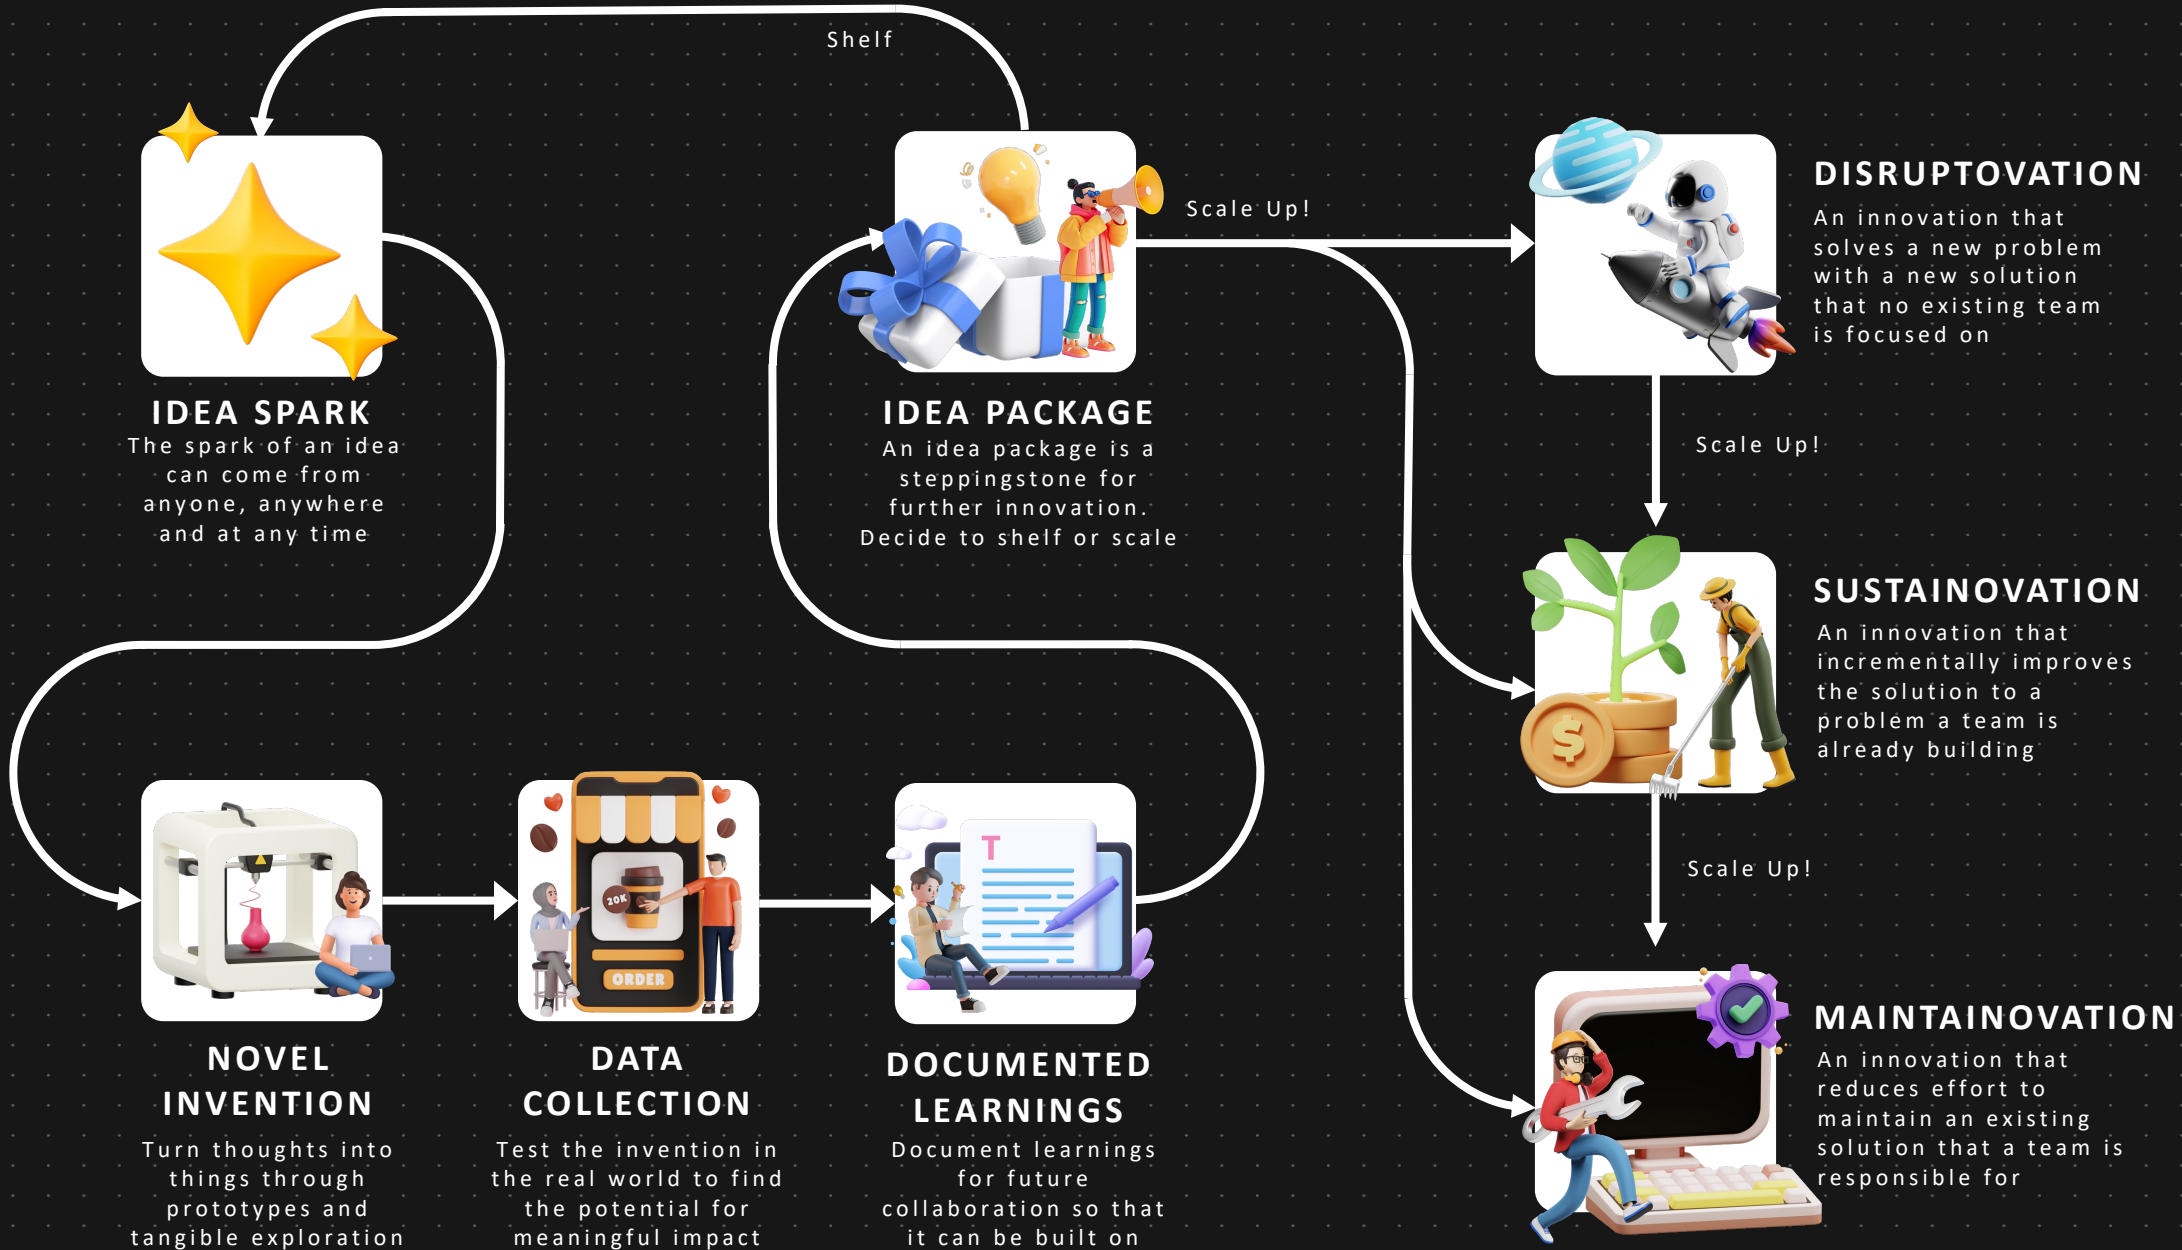 Shelf
Scale Up!
IDEA SPARK
The spark of an idea
can come from
anyone, anywhere
and at any time
IDEA PACKAGE
An idea package is a
steppingstone for
further innovation.
Decide to shelf or scale
DISRUPTOVATION
An innovation that
solves a new problem
with a new solution
that no existing team
is focused on
Scale Up!
SUSTAINOVATION
An innovation that
incrementally improves
the solution to a
problem a team is
already building
Scale Up!
T
20K
ORDER
$
NOVEL
INVENTION
Turn thoughts into
things through
prototypes and
tangible exploration
DATA
COLLECTION
Test the invention in
the real world to find
the potential for
meaningful impact
DOCUMENTED
LEARNINGS
Document learnings
for future
collaboration so that
it can be built on
MAINTAINOVATION
An innovation that
reduces effort to
maintain an existing
solution that a team is
responsible for